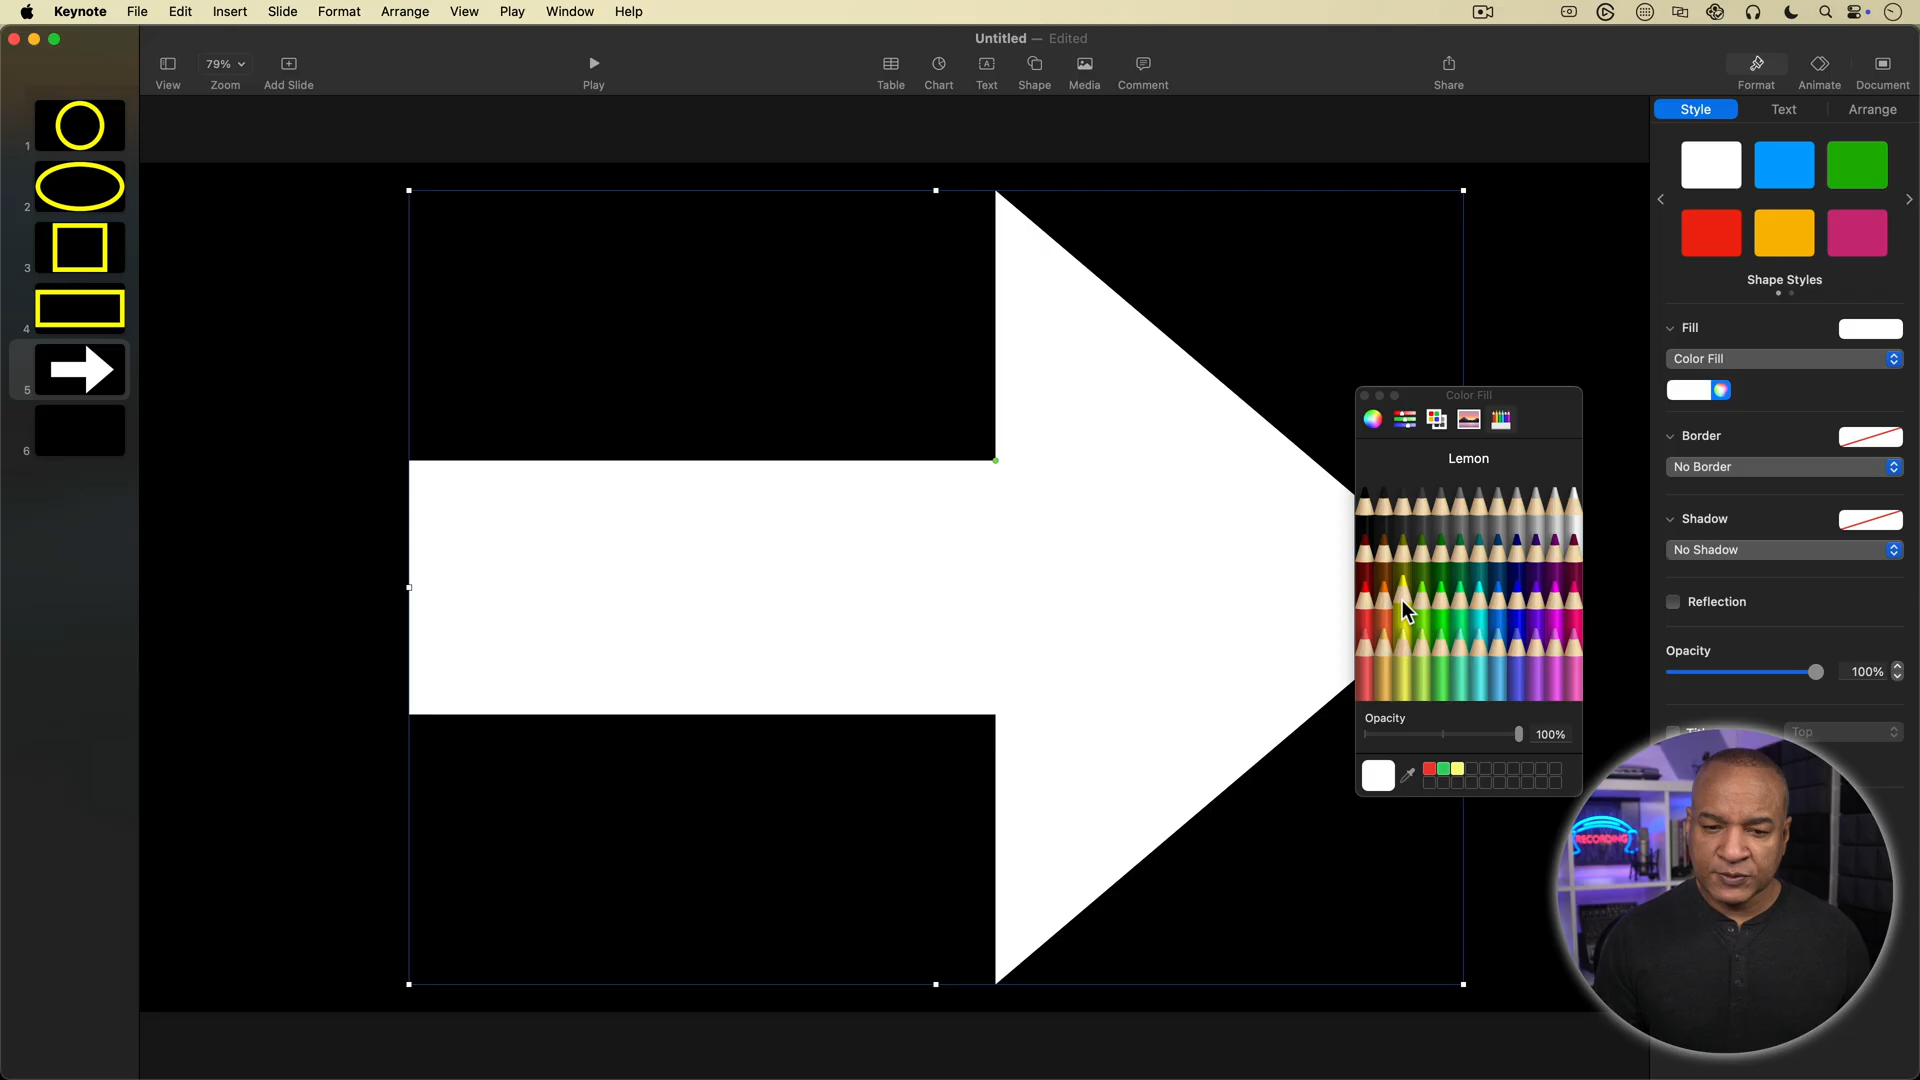 Keynote File Edit Insert Slide Format Arrange View Play Window Help
Untitled — Edited
79%
View Zoom Add Slide Play Table Chart Text Shape Media Comment Share Format Animate Document
Style Text Arrange
1
2
3
4
5
6
Shape Styles
Fill
Color Fill
Border
No Border
Shadow
No Shadow
Reflection
Opacity
100%
Top
Color Fill
Lemon
Opacity
100%
RECORDING